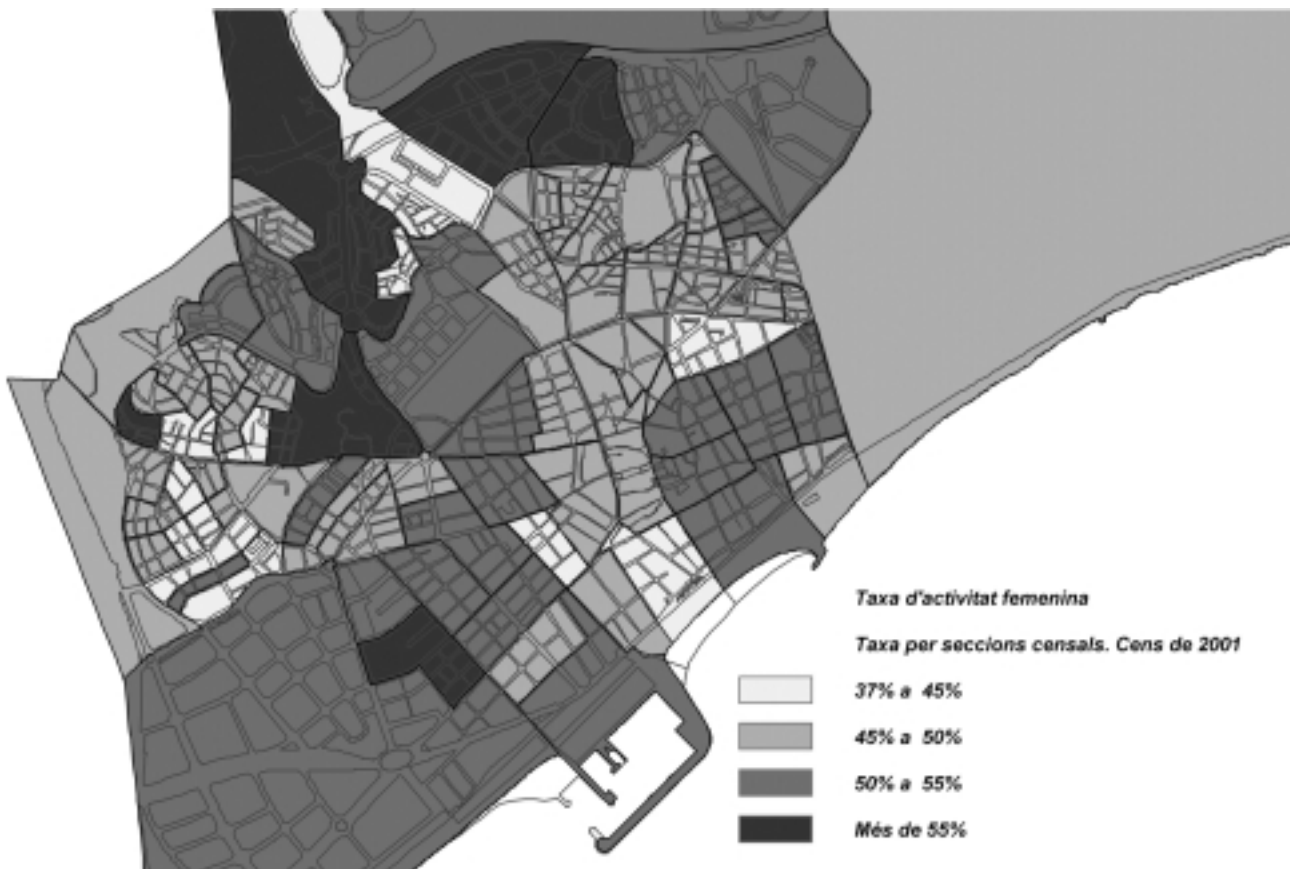 Taxa d'activitat femenina
Taxa per seccions censals. Cens de 2001
37% a 45%
45% a 50%
50% a 55%
Més de 55%